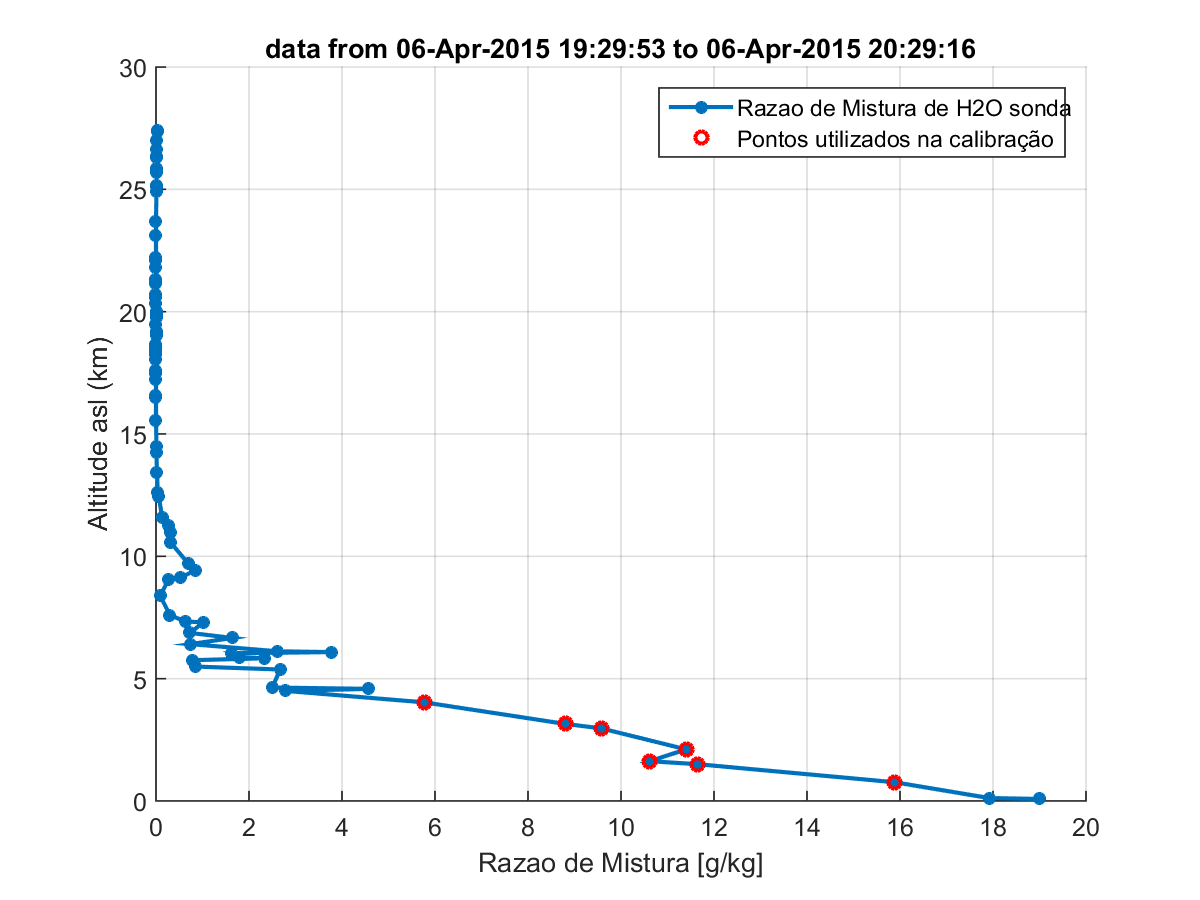 data from 06-Apr-2015 19:29:53 to 06-Apr-2015 20:29:16
Razao de Mistura de H2O sonda
Pontos utilizados na calibração
30
25
20
15
10
5
0
Altitude asl (km)
0 2 4 6 8 10 12 14 16 18 20
Razao de Mistura [g/kg]